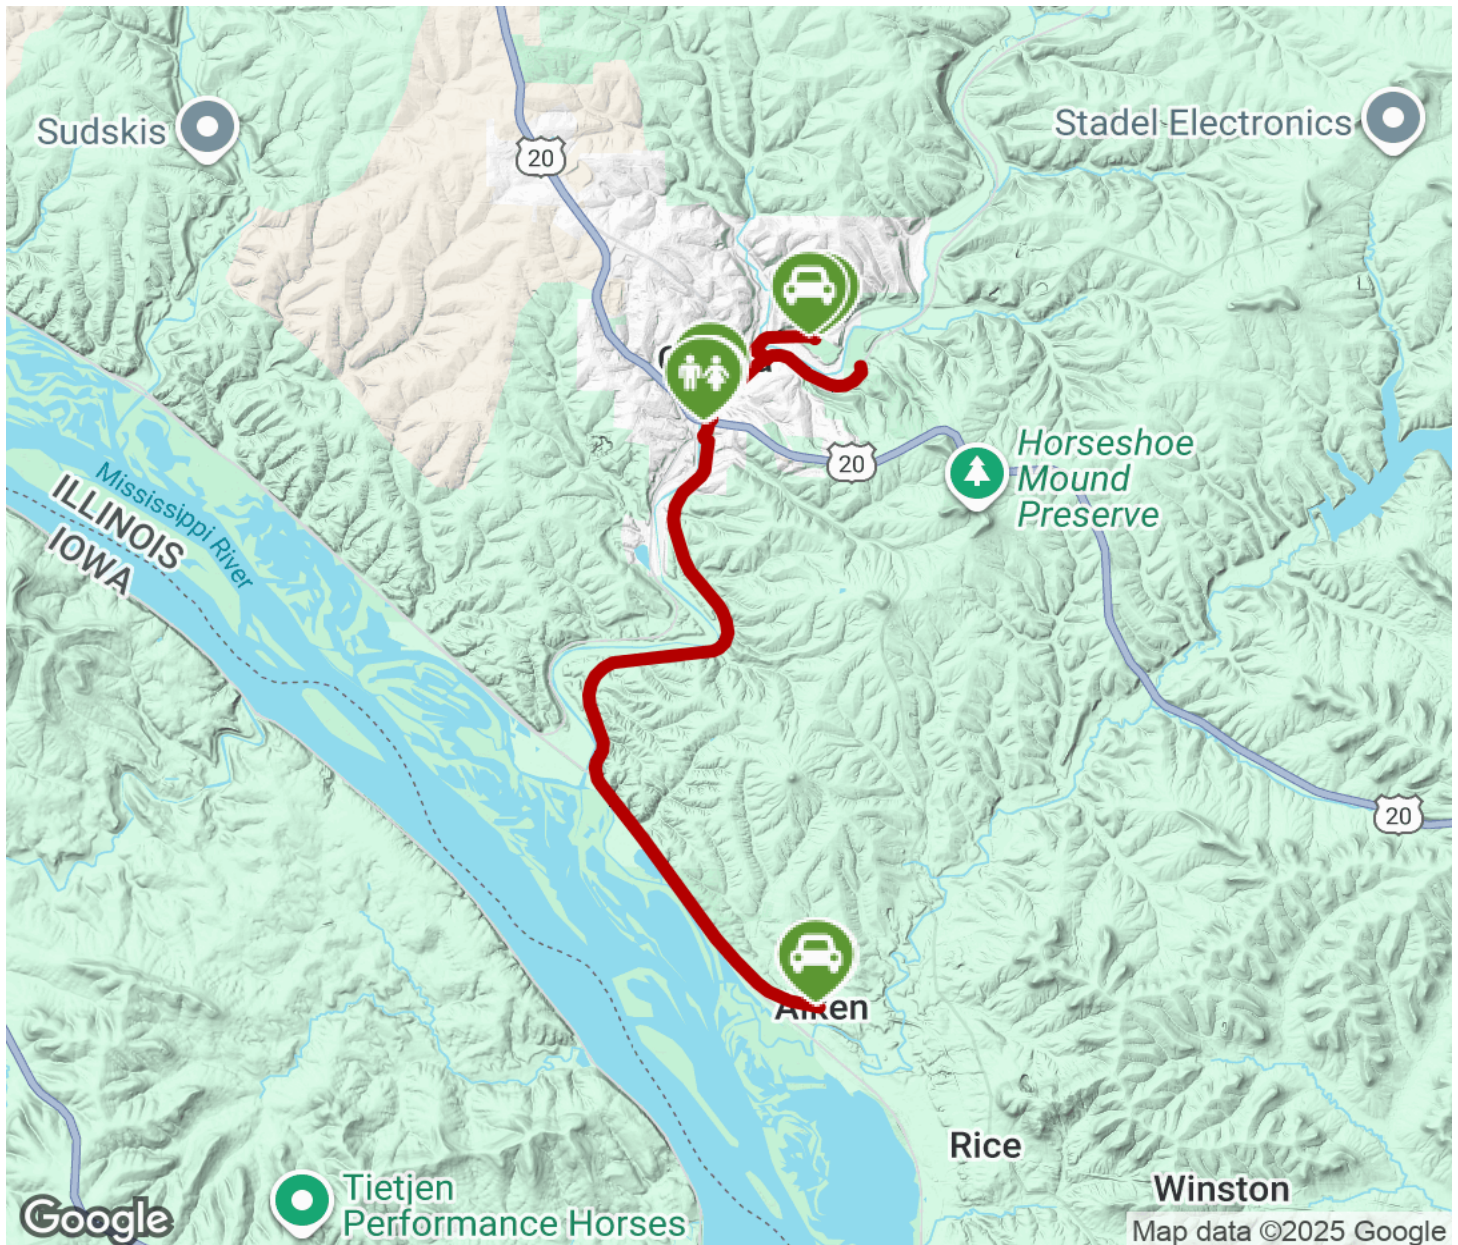 Sudskis
20
Stadel Electronics
20
Horseshoe
Mound
Preserve
Mississippi River
ILLINOIS
IOWA
20
Aiken
Rice
Winston
Tietjen
Performance Horses
Google
Map data ©2025 Google